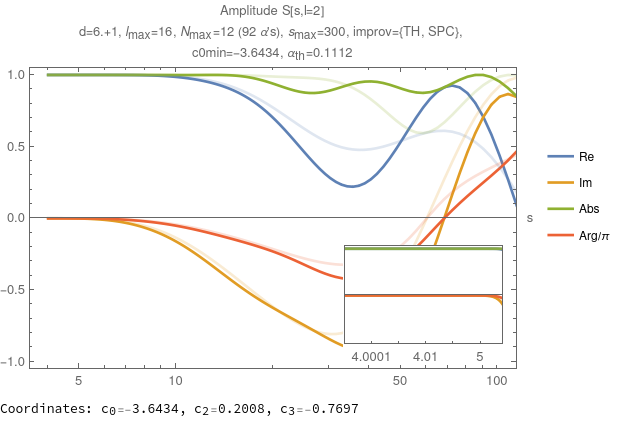 Amplitude S[s,l=2]
d=6.+1, lmax=16, Nmax=12 (92 α's), smax=300, improv={TH, SPC},
c0min=-3.6434, αth=0.1112
1.0
0.5
0.0
-0.5
-1.0
s
Re
Im
Abs
Arg/π
4.0001 4.01 5
5 10 50 100
Coordinates: c0=-3.6434, c2=0.2008, c3=-0.7697